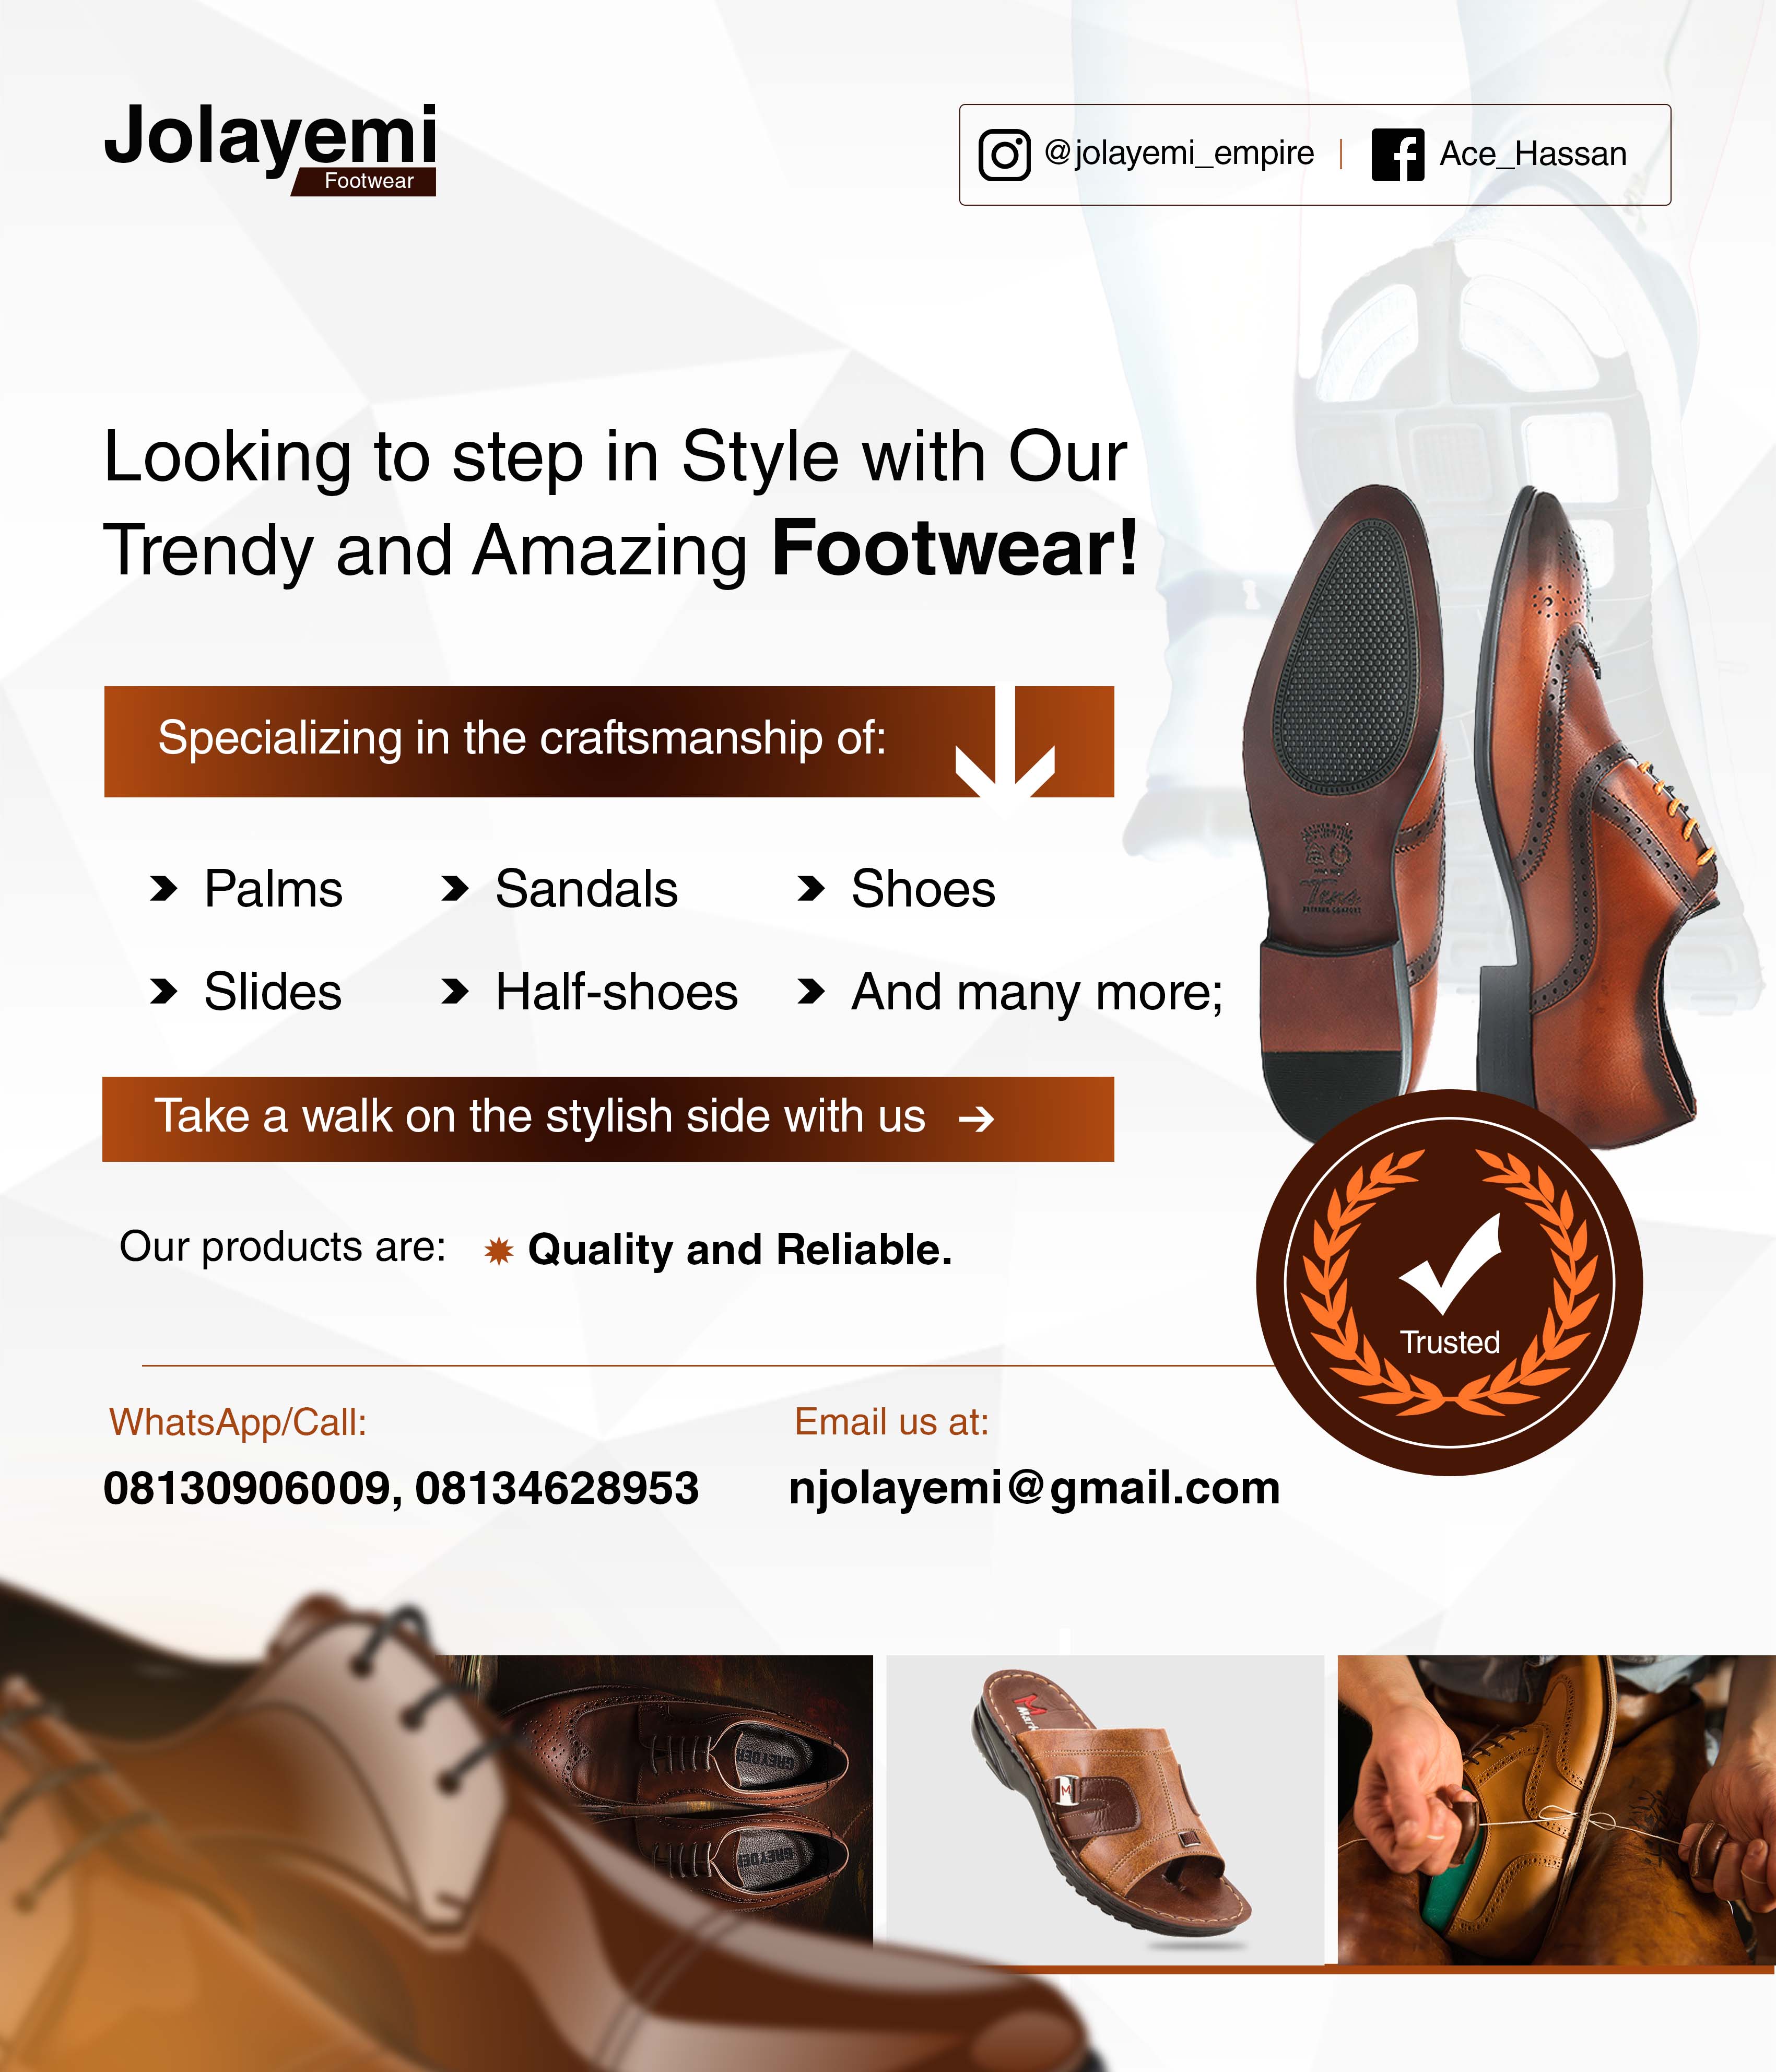 Jolayemi
Footwear
@jolayemi_empire | Ace_Hassan
Looking to step in Style with Our
Trendy and Amazing Footwear!
Specializing in the craftsmanship of:
Palms Sandals Shoes
Slides Half-shoes And many more;
Take a walk on the stylish side with us →
Our products are: Quality and Reliable.
Trusted
WhatsApp/Call: Email us at:
08130906009, 08134628953 njolayemi@gmail.com
GREYDER
GREYDER
M
M